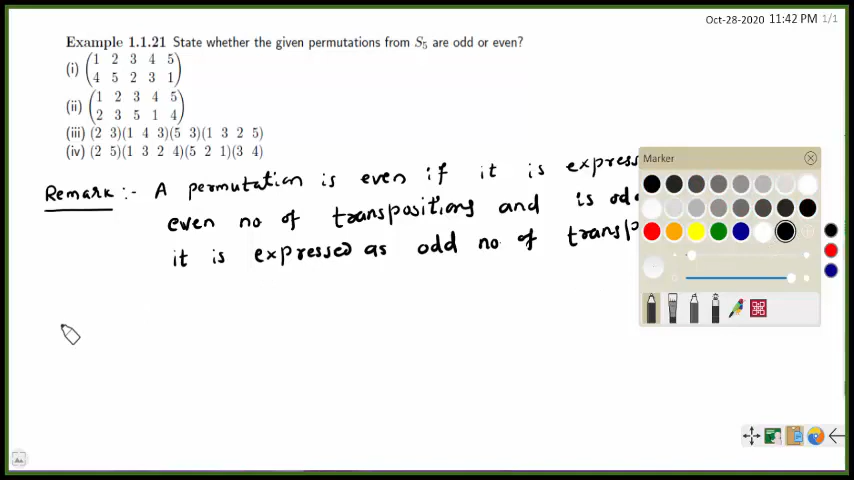 Oct-28-2020 11:42 PM 1/1
Example 1.1.21 State whether the given permutations from S₅ are odd or even?
(i) (1 2 3 4 5
4 5 2 3 1)
(ii) (1 2 3 4 5
2 3 5 1 4)
(iii) (2 3)(1 4 3)(5 3)(1 3 2 5)
(iv) (2 5)(1 3 2 4)(5 2 1)(3 4)
Marker
Remark :- A permutation is even if it is express
even no of transpositions and is od
it is expressed as odd no. of transp